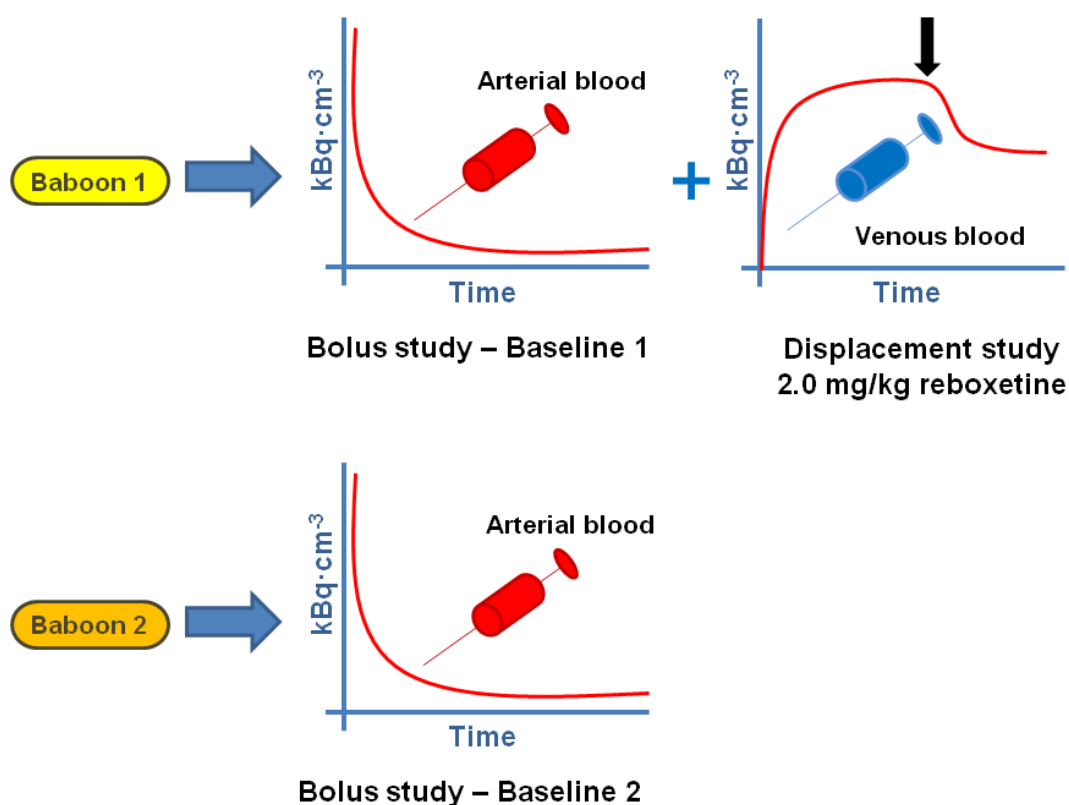 Baboon 1
kBq·cm-3
Arterial blood
Time
Bolus study – Baseline 1
+
kBq·cm-3
Venous blood
Time
Displacement study
2.0 mg/kg reboxetine
Baboon 2
kBq·cm-3
Arterial blood
Time
Bolus study – Baseline 2